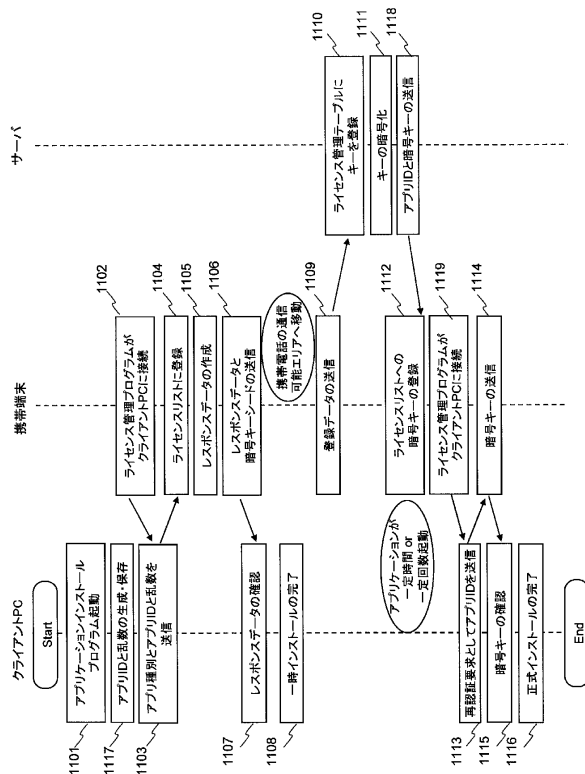 クライアントPC
携帯端末
サーバ
Start
1101
アプリケーションインストール
プログラム起動
1117
アプリIDと乱数の生成・保存
1102
ライセンス管理プログラムが
クライアントPCに接続
1103
アプリ種別とアプリIDと乱数を
送信
1104
ライセンスリストに登録
1105
レスポンスデータの作成
1106
レスポンスデータと
暗号キーシードの送信
1107
レスポンスデータの確認
1108
一時インストールの完了
携帯電話の通信
可能エリアへ移動
1109
登録データの送信
1110
ライセンス管理テーブルに
キーを登録
1111
キーの暗号化
1118
アプリIDと暗号キーの送信
1112
ライセンスリストへの
暗号キーの登録
アプリケーションが
一定時間 or
一定回数起動
1119
ライセンス管理プログラムが
クライアントPCに接続
1113
再認証要求としてアプリIDを送信
1114
暗号キーの送信
1115
暗号キーの確認
1116
正式インストールの完了
End